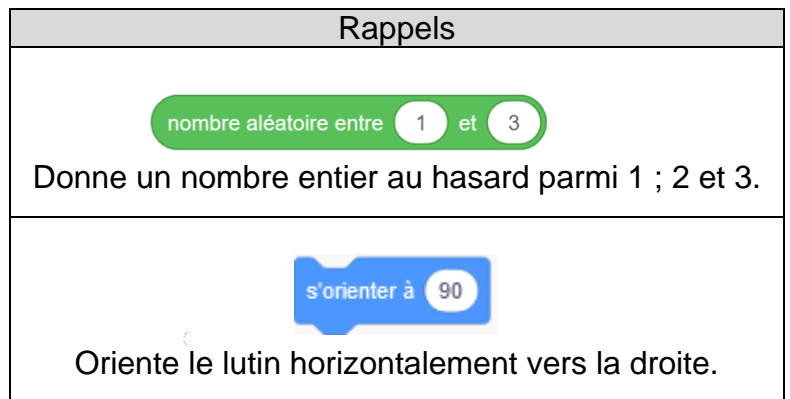 Rappels
nombre aléatoire entre 1 et 3
Donne un nombre entier au hasard parmi 1 ; 2 et 3.
s'orienter à 90
Oriente le lutin horizontalement vers la droite.